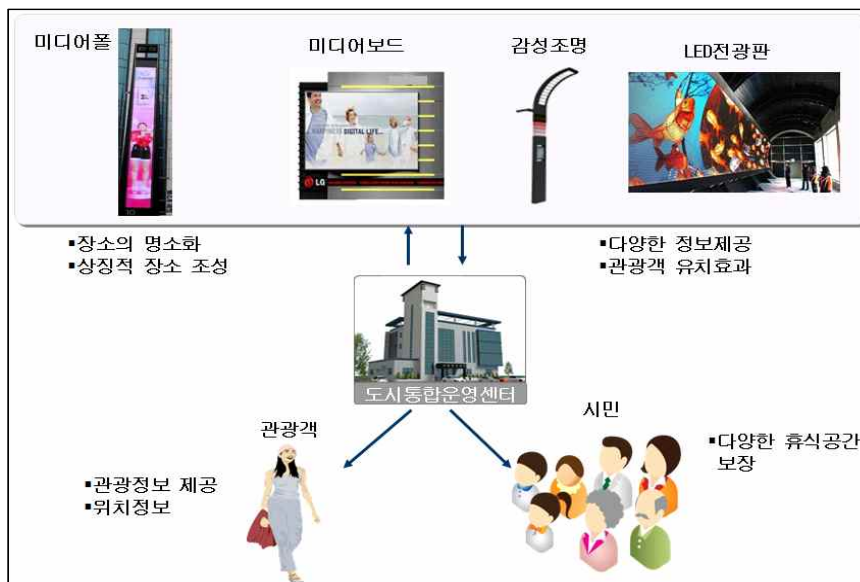 미디어폴
미디어보드
감성조명
LED전광판
DIGITAL LIFE...
LG
▪장소의 명소화
▪상징적 장소 조성
▪다양한 정보제공
▪관광객 유치효과
도시통합운영센터
관광객
시민
▪관광정보 제공
▪위치정보
▪다양한 휴식공간
보장